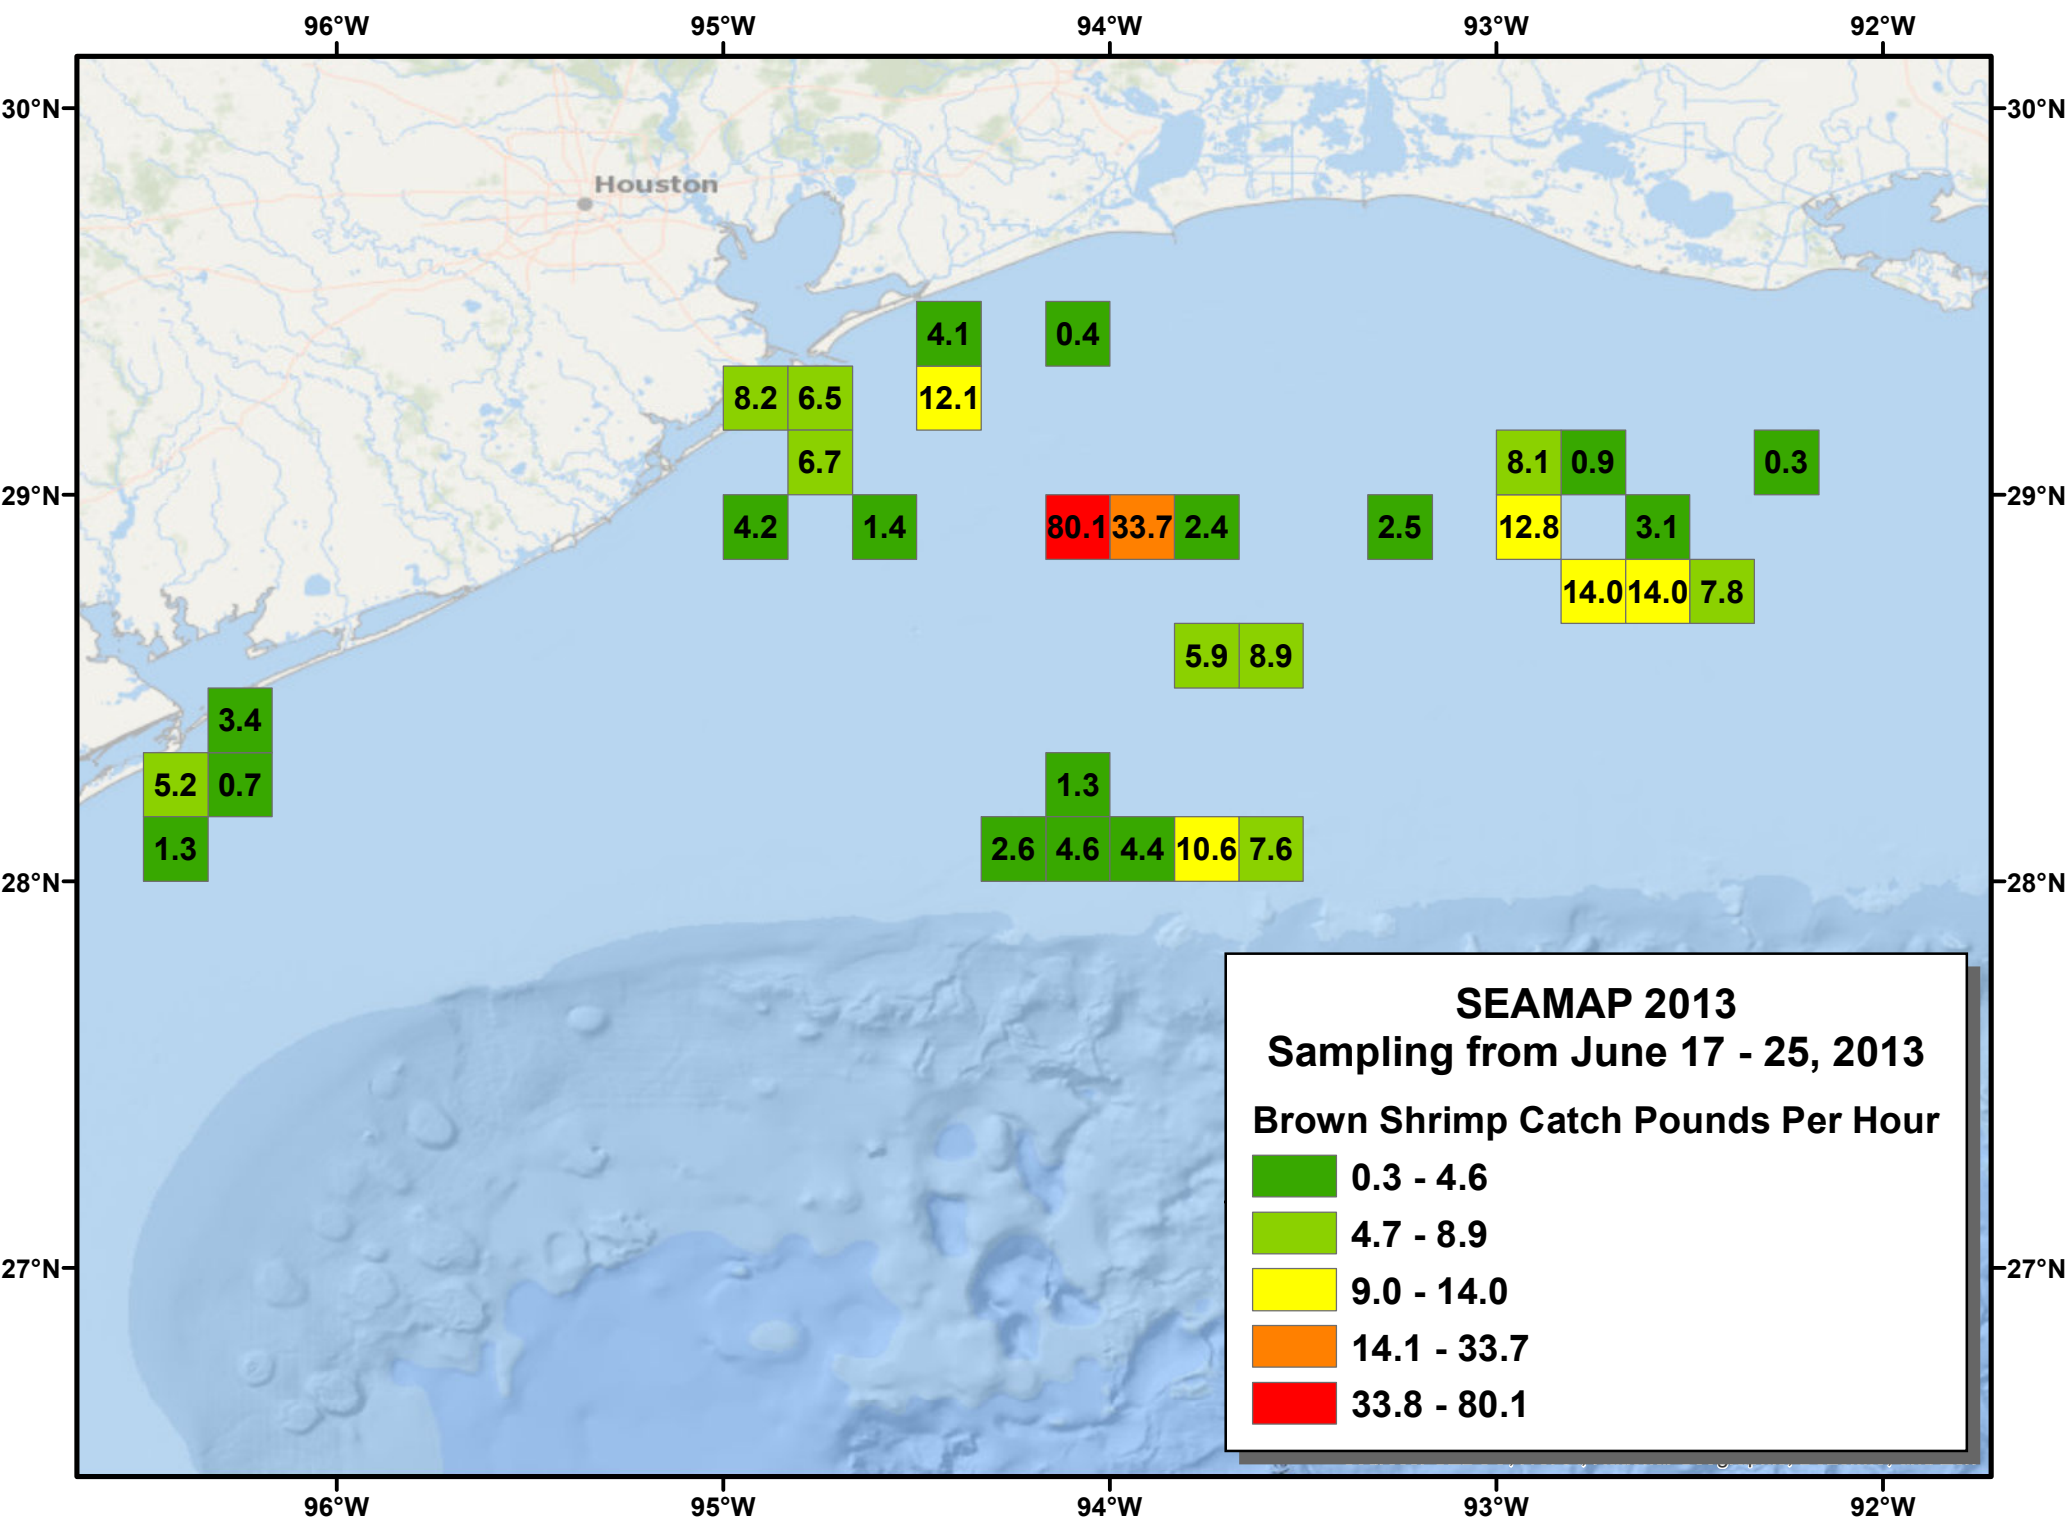 96°W 95°W 94°W 93°W 92°W
30°N 30°N
Houston
4.1 0.4
8.2 6.5 12.1
6.7 8.1 0.9 0.3
29°N 29°N
4.2 1.4 80.1 33.7 2.4 2.5 12.8 3.1
14.0 14.0 7.8
5.9 8.9
3.4
5.2 0.7 1.3
1.3 2.6 4.6 4.4 10.6 7.6
28°N 28°N
SEAMAP 2013
Sampling from June 17 - 25, 2013
Brown Shrimp Catch Pounds Per Hour
0.3 - 4.6
4.7 - 8.9
27°N 27°N
9.0 - 14.0
14.1 - 33.7
33.8 - 80.1
96°W 95°W 94°W 93°W 92°W